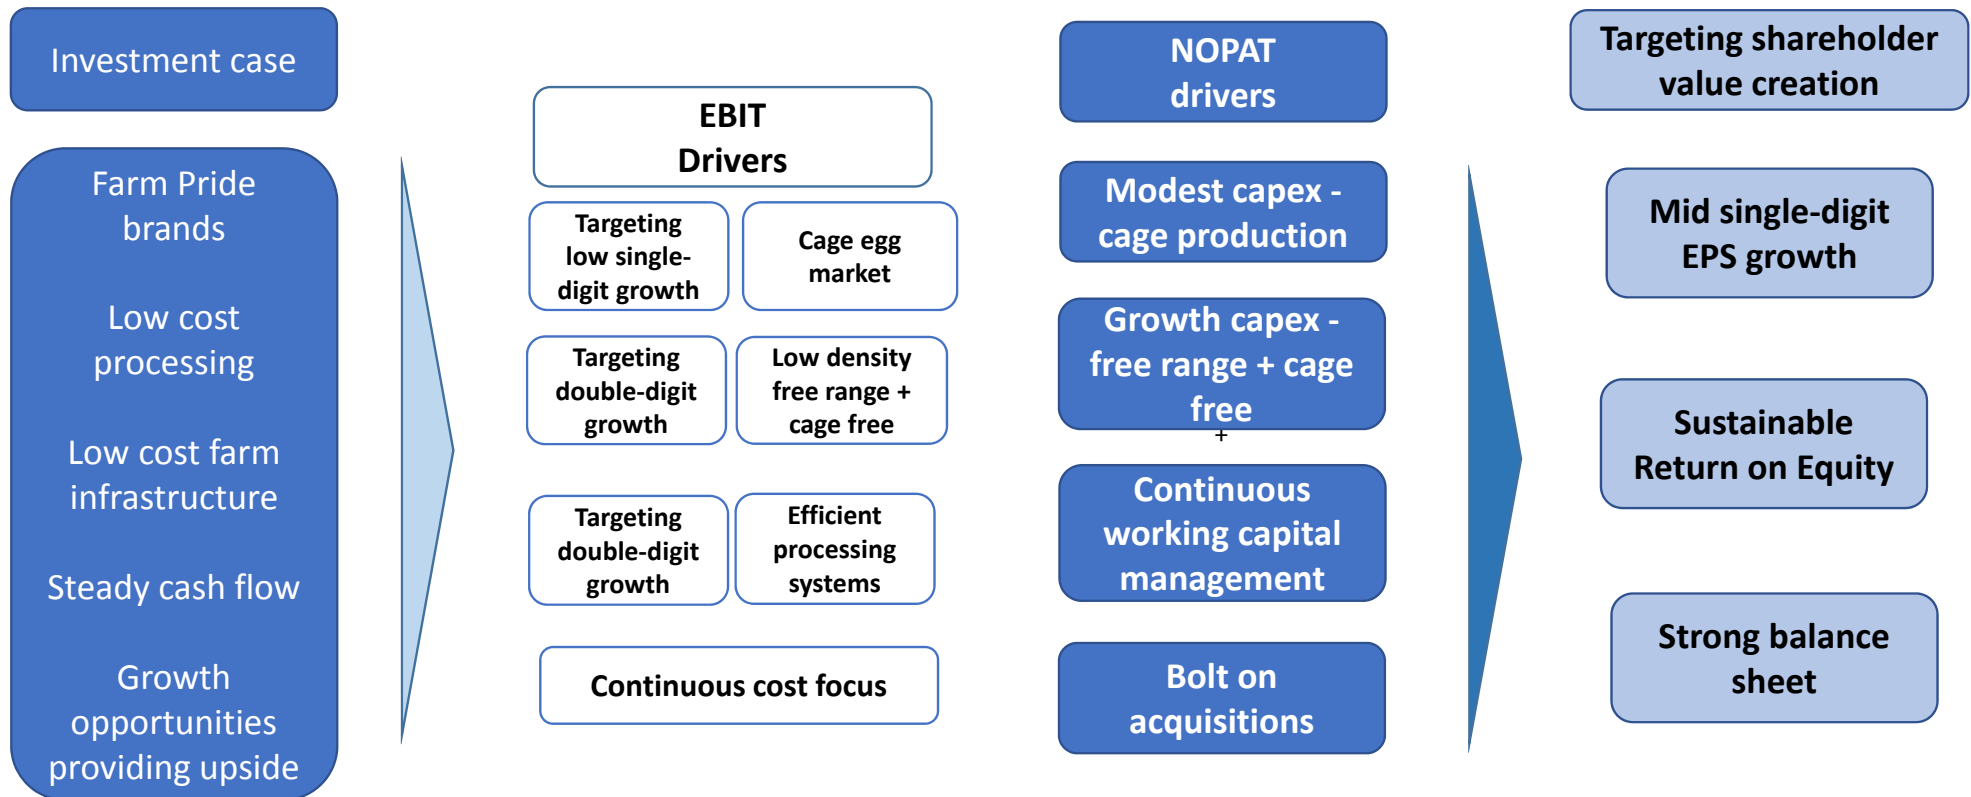 Investment case
Farm Pride
brands
Low cost
processing
Low cost farm
infrastructure
Steady cash flow
Growth
opportunities
providing upside
EBIT
Drivers
Targeting
low single-
digit growth
Cage egg
market
Targeting
double-digit
growth
Low density
free range +
cage free
Targeting
double-digit
growth
Efficient
processing
systems
Continuous cost focus
NOPAT
drivers
Modest capex -
cage production
Growth capex -
free range + cage
free
+
Continuous
working capital
management
Bolt on
acquisitions
Targeting shareholder
value creation
Mid single-digit
EPS growth
Sustainable
Return on Equity
Strong balance
sheet